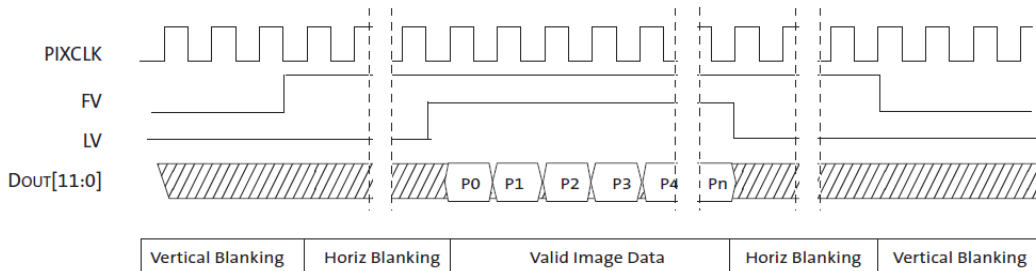 PIXCLK
FV
LV
DOUT[11:0]
P0 P1 P2 P3 P4 Pn
Vertical Blanking Horiz Blanking Valid Image Data Horiz Blanking Vertical Blanking